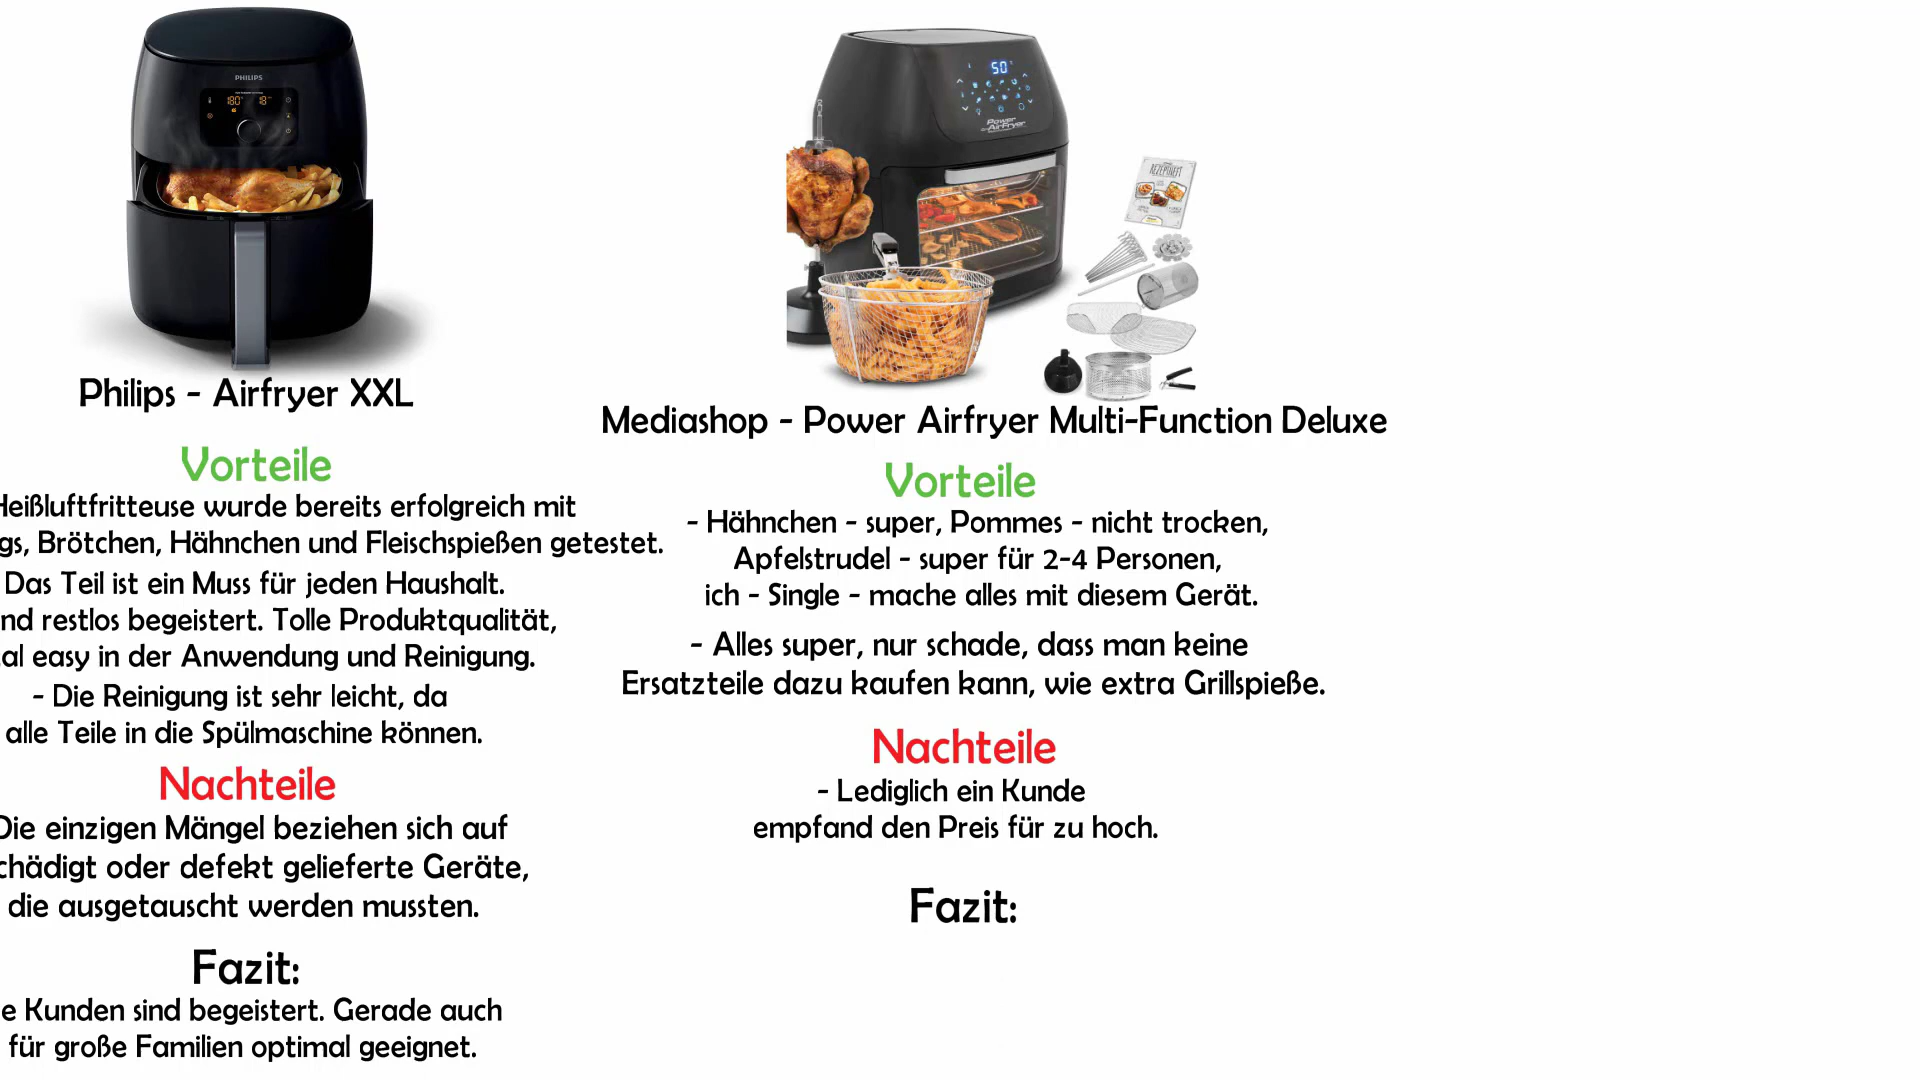 PHILIPS
180
18
Philips - Airfryer XXL
Vorteile
Heißluftfritteuse wurde bereits erfolgreich mit
gs, Brötchen, Hähnchen und Fleischspießen getestet.
Das Teil ist ein Muss für jeden Haushalt.
nd restlos begeistert. Tolle Produktqualität,
al easy in der Anwendung und Reinigung.
- Die Reinigung ist sehr leicht, da
alle Teile in die Spülmaschine können.
Nachteile
Die einzigen Mängel beziehen sich auf
chädigt oder defekt gelieferte Geräte,
die ausgetauscht werden mussten.
Fazit:
e Kunden sind begeistert. Gerade auch
für große Familien optimal geeignet.
50
Power
AirFryer
REZEPTHEFT
Mediashop - Power Airfryer Multi-Function Deluxe
Vorteile
- Hähnchen - super, Pommes - nicht trocken,
Apfelstrudel - super für 2-4 Personen,
ich - Single - mache alles mit diesem Gerät.
- Alles super, nur schade, dass man keine
Ersatzteile dazu kaufen kann, wie extra Grillspieße.
Nachteile
- Lediglich ein Kunde
empfand den Preis für zu hoch.
Fazit: